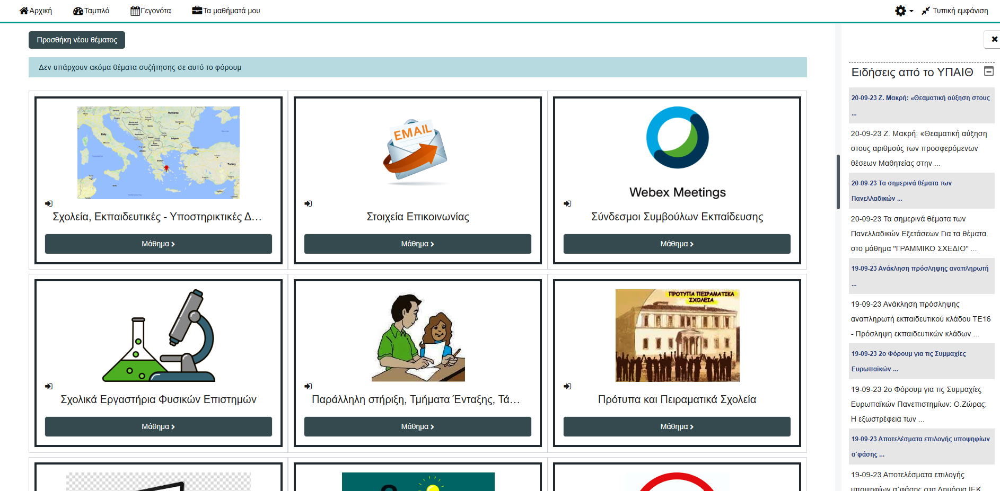 Αρχική
Ταμπλό
Γεγονότα
Τα μαθήματά μου
Τυπική εμφάνιση
Προσθήκη νέου θέματος
Δεν υπάρχουν ακόμα θέματα συζήτησης σε αυτό το φόρουμ
Romania
Italy
Turkey
Σχολεία, Εκπαιδευτικές - Υποστηρικτικές Δ...
Μάθημα
EMAIL
Στοιχεία Επικοινωνίας
Μάθημα
Webex Meetings
Σύνδεσμοι Συμβούλων Εκπαίδευσης
Μάθημα
Σχολικά Εργαστήρια Φυσικών Επιστημών
Μάθημα
Παράλληλη στήριξη, Τμήματα Ένταξης, Τά...
Μάθημα
ΠΡΟΤΥΠΑ ΠΕΙΡΑΜΑΤΙΚΑ
ΣΧΟΛΕΙΑ
Πρότυπα και Πειραματικά Σχολεία
Μάθημα
Ειδήσεις από το ΥΠΑΙΘ
20-09-23 Ζ. Μακρή: «Θεαματική αύξηση στους
...
20-09-23 Ζ. Μακρή: «Θεαματική αύξηση
στους αριθμούς των προσφερόμενων
θέσεων Μαθητείας στην ...
20-09-23 Τα σημερινά θέματα των
Πανελλαδικών ...
20-09-23 Τα σημερινά θέματα των
Πανελλαδικών Εξετάσεων Για τα θέματα
στο μάθημα "ΓΡΑΜΜΙΚΟ ΣΧΕΔΙΟ" ...
19-09-23 Ανάκληση πρόσληψης αναπληρωτή
...
19-09-23 Ανάκληση πρόσληψης
αναπληρωτή εκπαιδευτικού κλάδου ΤΕ16
- Πρόσληψη εκπαιδευτικών κλάδων ...
19-09-23 2ο Φόρουμ για τις Συμμαχίες
Ευρωπαϊκών ...
19-09-23 2ο Φόρουμ για τις Συμμαχίες
Ευρωπαϊκών Πανεπιστημίων: Ο.Ζώρας:
Η εξωστρέφεια των ...
19-09-23 Αποτελέσματα επιλογής υποψηφίων
α΄φάσης ...
19-09-23 Αποτελέσματα επιλογής
υποψηφίων α΄φάσης στα Δημόσια ΙΕΚ